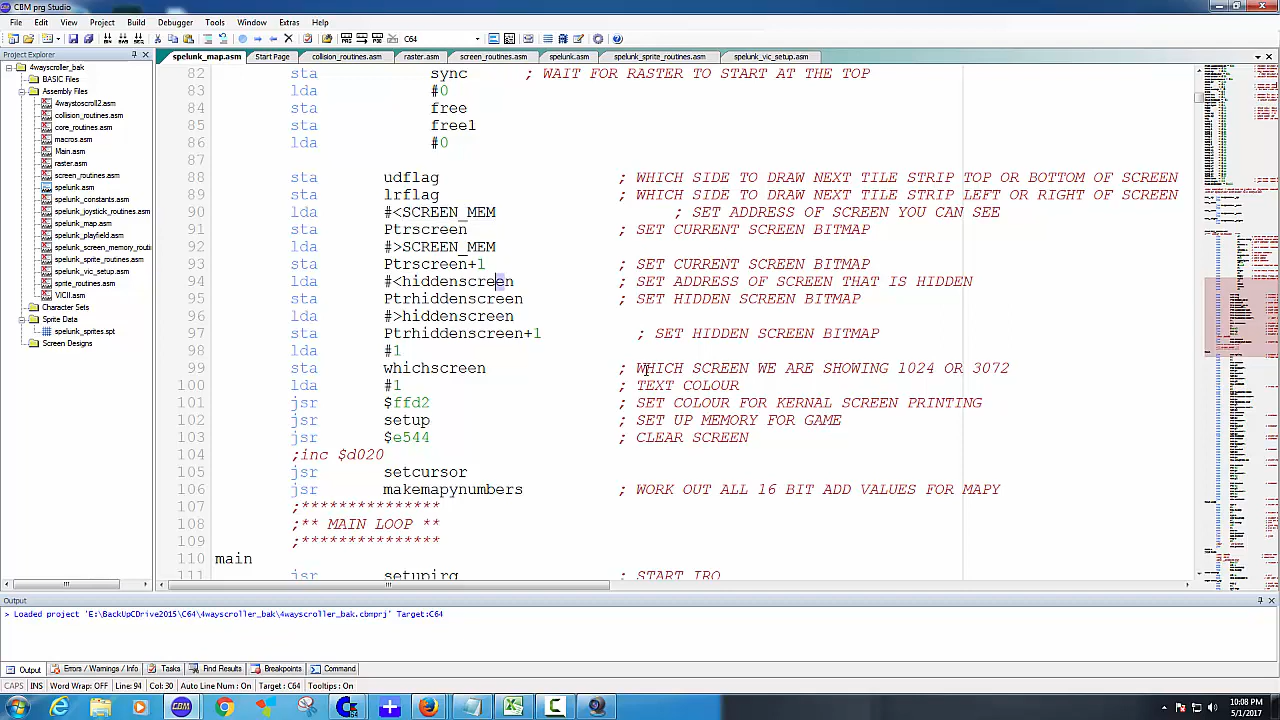 CBM prg Studio
File Edit View Project Build Debugger Tools Window Extras Help
C64
Project Explorer
spelunk_map.asm Start Page collision_routines.asm raster.asm screen_routines.asm spelunk.asm spelunk_sprite_routines.asm spelunk_vic_setup.asm
4wayscroller_bak
BASIC Files
Assembly Files
4waystoscroll2.asm
collision_routines.asm
core_routines.asm
macros.asm
Main.asm
raster.asm
screen_routines.asm
spelunk.asm
spelunk_constants.asm
spelunk_joystick_routines.asm
spelunk_map.asm
spelunk_playfield.asm
spelunk_screen_memory_routi
spelunk_sprite_routines.asm
spelunk_vic_setup.asm
sprite_routines.asm
VICII.asm
Character Sets
Sprite Data
spelunk_sprites.spt
Screen Designs
82 sta sync ; WAIT FOR RASTER TO START AT THE TOP
83 lda #0
84 sta free
85 sta free1
86 lda #0
87
88 sta udflag ; WHICH SIDE TO DRAW NEXT TILE STRIP TOP OR BOTTOM OF SCREEN
89 sta lrflag ; WHICH SIDE TO DRAW NEXT TILE STRIP LEFT OR RIGHT OF SCREEN
90 lda #<SCREEN_MEM ; SET ADDRESS OF SCREEN YOU CAN SEE
91 sta Ptrscreen ; SET CURRENT SCREEN BITMAP
92 lda #>SCREEN_MEM
93 sta Ptrscreen+1 ; SET CURRENT SCREEN BITMAP
94 lda #<hiddenscreen ; SET ADDRESS OF SCREEN THAT IS HIDDEN
95 sta Ptrhiddenscreen ; SET HIDDEN SCREEN BITMAP
96 lda #>hiddenscreen
97 sta Ptrhiddenscreen+1 ; SET HIDDEN SCREEN BITMAP
98 lda #1
99 sta whichscreen ; WHICH SCREEN WE ARE SHOWING 1024 OR 3072
100 lda #1 ; TEXT COLOUR
101 jsr $ffd2 ; SET COLOUR FOR KERNAL SCREEN PRINTING
102 jsr setup ; SET UP MEMORY FOR GAME
103 jsr $e544 ; CLEAR SCREEN
104 ;inc $d020
105 jsr setcursor
106 jsr makemapynumbers ; WORK OUT ALL 16 BIT ADD VALUES FOR MAPY
107 ;***************
108 ;** MAIN LOOP **
109 ;***************
110 main
111 jsr setupirq ; START IRQ
Output
> Loaded project 'E:\BackUpCDrive2015\C64\4wayscroller_bak\4wayscroller_bak.cbmprj' Target:C64
Output Errors / Warnings / Info Tasks Find Results Breakpoints Command
CAPS INS Word Wrap: OFF Line: 94 Col: 30 Auto Line Num : On Target : C64 Tooltips : On
10:08 PM
5/1/2017